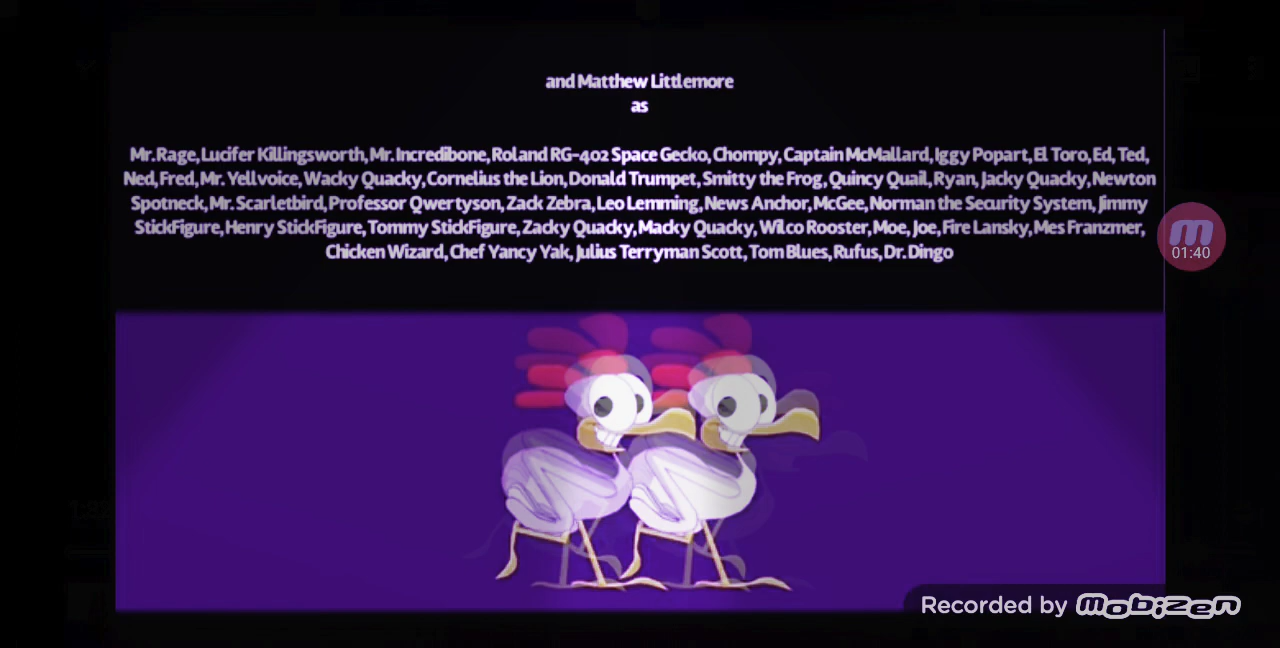 and Matthew Littlemore
as
Mr. Rage, Lucifer Killingsworth, Mr. Incredibone, Roland RG-402 Space Gecko, Chompy, Captain McMallard, Iggy Popart, El Toro, Ed, Ted,
Ned, Fred, Mr. Yellvoice, Wacky Quacky, Cornelius the Lion, Donald Trumpet, Smitty the Frog, Quincy Quail, Ryan, Jacky Quacky, Newton
Spotneck, Mr. Scarletbird, Professor Qwertyson, Zack Zebra, Leo Lemming, News Anchor, McGee, Norman the Security System, Jimmy
StickFigure, Henry StickFigure, Tommy StickFigure, Zacky Quacky, Macky Quacky, Wilco Rooster, Moe, Joe, Fire Lansky, Mes Franzmer,
Chicken Wizard, Chef Yancy Yak, Julius Terryman Scott, Tom Blues, Rufus, Dr. Dingo
01:40
Recorded by mobizen